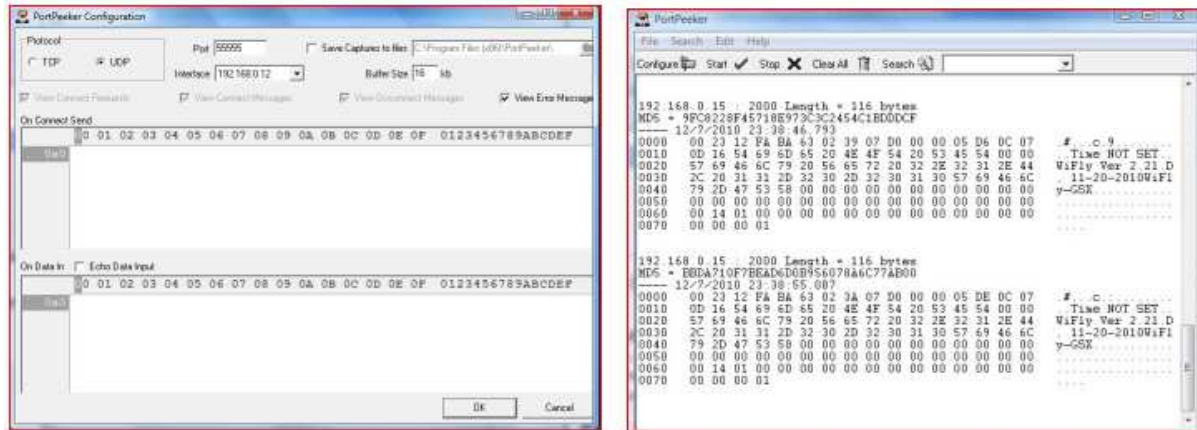 PortPeeker Configuration
Protocol
TCP
UDP
Port 55555
Interface 192.168.0.12
Save Captures to files C:\Program Files (x86)\PortPeeker\
Buffer Size 16 kb
View Connect Requests
View Connect Messages
View Disconnect Messages
View Error Message
On Connect Send
00 01 02 03 04 05 06 07 08 09 0A 0B 0C 0D 0E 0F 0123456789ABCDEF
0x0
On Data In Echo Data Input
00 01 02 03 04 05 06 07 08 09 0A 0B 0C 0D 0E 0F 0123456789ABCDEF
0x0
OK Cancel
PortPeeker
File Search Edit Help
Configure Start Stop Clear All Search
192.168.0.15 : 2000 Length = 116 bytes
MD5 = 9FC8228F45718E973C3C2454C1BDDDCF
---- 12/7/2010 23:38:46.793
0000 00 23 12 FA BA 63 02 39 07 D0 00 00 05 D6 0C 07 .#...c.9........
0010 0D 16 54 69 6D 65 20 4E 4F 54 20 53 45 54 00 00 ..Time NOT SET..
0020 57 69 46 6C 79 20 56 65 72 20 32 2E 32 31 2E 44 WiFly Ver 2.21.D
0030 2C 20 31 31 2D 32 30 2D 32 30 31 30 57 69 46 6C , 11-20-2010WiFl
0040 79 2D 47 53 58 00 00 00 00 00 00 00 00 00 00 00 y-GSX...........
0050 00 00 00 00 00 00 00 00 00 00 00 00 00 00 00 00 ................
0060 00 14 01 00 00 00 00 00 00 00 00 00 00 00 00 00 ................
0070 00 00 00 01 ....
192.168.0.15 : 2000 Length = 116 bytes
MD5 = BBDA710F7BEAD6D0B956078A6C77AB00
---- 12/7/2010 23:38:55.007
0000 00 23 12 FA BA 63 02 3A 07 D0 00 00 05 DE 0C 07 .#...c.:........
0010 0D 16 54 69 6D 65 20 4E 4F 54 20 53 45 54 00 00 ..Time NOT SET..
0020 57 69 46 6C 79 20 56 65 72 20 32 2E 32 31 2E 44 WiFly Ver 2.21.D
0030 2C 20 31 31 2D 32 30 2D 32 30 31 30 57 69 46 6C , 11-20-2010WiFl
0040 79 2D 47 53 58 00 00 00 00 00 00 00 00 00 00 00 y-GSX...........
0050 00 00 00 00 00 00 00 00 00 00 00 00 00 00 00 00 ................
0060 00 14 01 00 00 00 00 00 00 00 00 00 00 00 00 00 ................
0070 00 00 00 01 ....